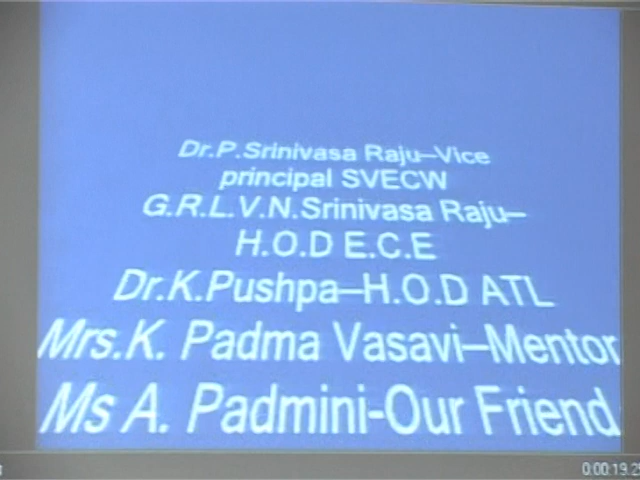 Dr.P.Srinivasa Raju–Vice
principal SVECW
G.R.L.V.N.Srinivasa Raju–
H.O.D E.C.E
Dr.K.Pushpa–H.O.D ATL
Mrs.K. Padma Vasavi–Mentor
Ms A. Padmini-Our Friend
0:00:19.25